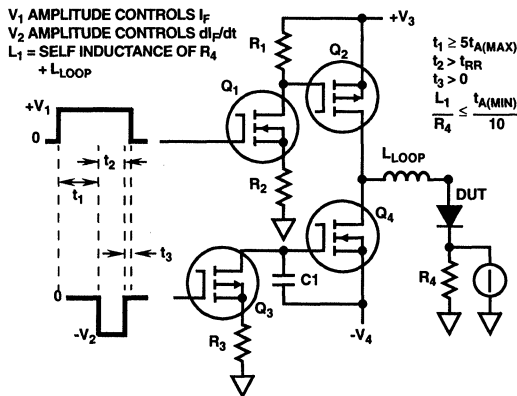 V1 AMPLITUDE CONTROLS IF
V2 AMPLITUDE CONTROLS dIF/dt
L1 = SELF INDUCTANCE OF R4
+ LLOOP
+V3
R1
Q2
t1 ≥ 5tA(MAX)
t2 > tRR
t3 > 0
L1/R4 ≤ tA(MIN)/10
Q1
+V1
0
t2
t1
t3
R2
LLOOP
DUT
Q4
R4
C1
0
-V2
Q3
R3
-V4